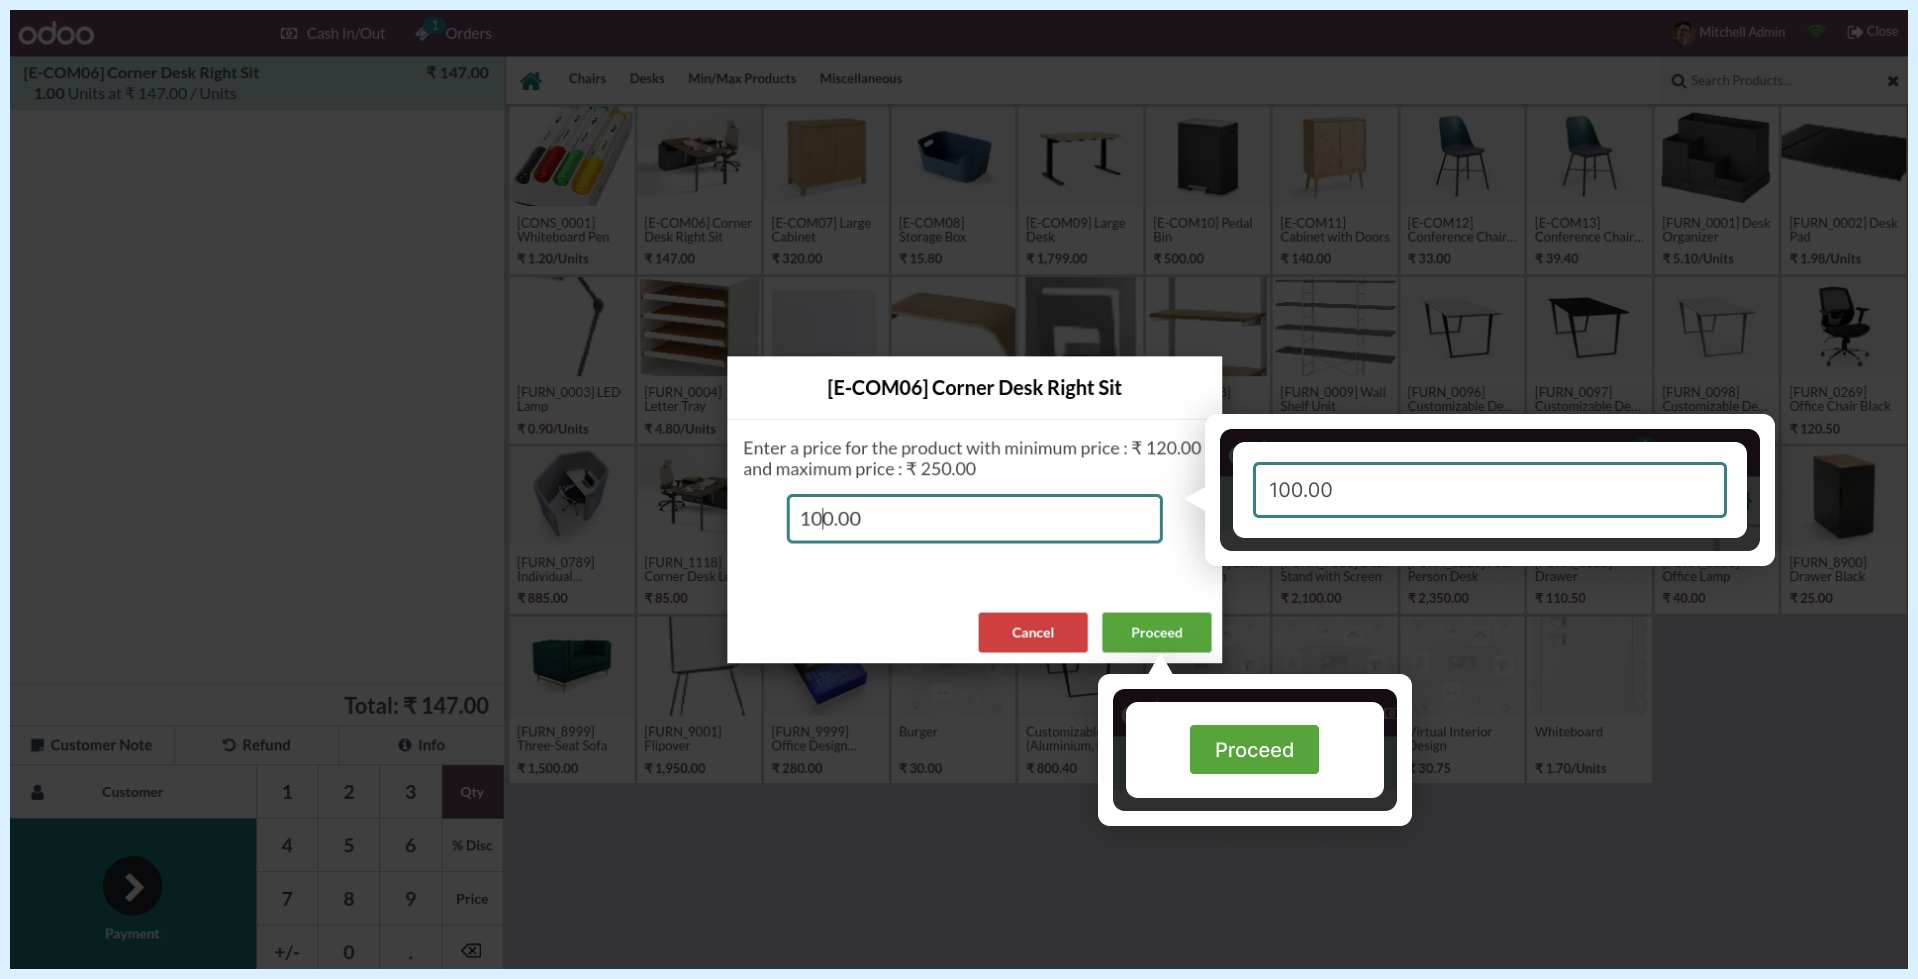 odoo
Cash In/Out
1
Orders
Mitchell Admin
Close
[E-COM06] Corner Desk Right Sit ₹ 147.00
1.00 Units at ₹ 147.00 / Units
Chairs Desks Min/Max Products Miscellaneous
Search Products...
[CONS_0001]
Whiteboard Pen
₹ 1.20/Units
[E-COM06] Corner
Desk Right Sit
₹ 147.00
[E-COM07] Large
Cabinet
₹ 320.00
[E-COM08]
Storage Box
₹ 15.80
[E-COM09] Large
Desk
₹ 1,799.00
[E-COM10] Pedal
Bin
₹ 500.00
[E-COM11]
Cabinet with Doors
₹ 140.00
[E-COM12]
Conference Chair...
₹ 33.00
[E-COM13]
Conference Chair...
₹ 39.40
[FURN_0001] Desk
Organizer
₹ 5.10/Units
[FURN_0002] Desk
Pad
₹ 1.98/Units
[FURN_0003] LED
Lamp
₹ 0.90/Units
[FURN_0004]
Letter Tray
₹ 4.80/Units
[FURN_0009] Wall
Shelf Unit
[FURN_0096]
Customizable De...
[FURN_0097]
Customizable De...
[FURN_0098]
Customizable De...
[FURN_0269]
Office Chair Black
₹ 120.50
[E-COM06] Corner Desk Right Sit
Enter a price for the product with minimum price : ₹ 120.00
and maximum price : ₹ 250.00
100.00
Cancel
Proceed
100.00
Proceed
[FURN_0789]
Individual...
₹ 885.00
[FURN_1118]
Corner Desk Le
₹ 85.00
Stand with Screen
₹ 2,100.00
Person Desk
₹ 2,350.00
Drawer
₹ 110.50
Office Lamp
₹ 40.00
[FURN_8900]
Drawer Black
₹ 25.00
[FURN_8999]
Three-Seat Sofa
₹ 1,500.00
[FURN_9001]
Flipover
₹ 1,950.00
[FURN_9999]
Office Design...
₹ 280.00
Burger
₹ 30.00
Customizab
(Aluminium,
₹ 800.40
Virtual Interior
Design
₹ 30.75
Whiteboard
₹ 1.70/Units
Total: ₹ 147.00
Customer Note Refund Info
Customer 1 2 3 Qty
4 5 6 % Disc
7 8 9 Price
Payment
+/- 0 .